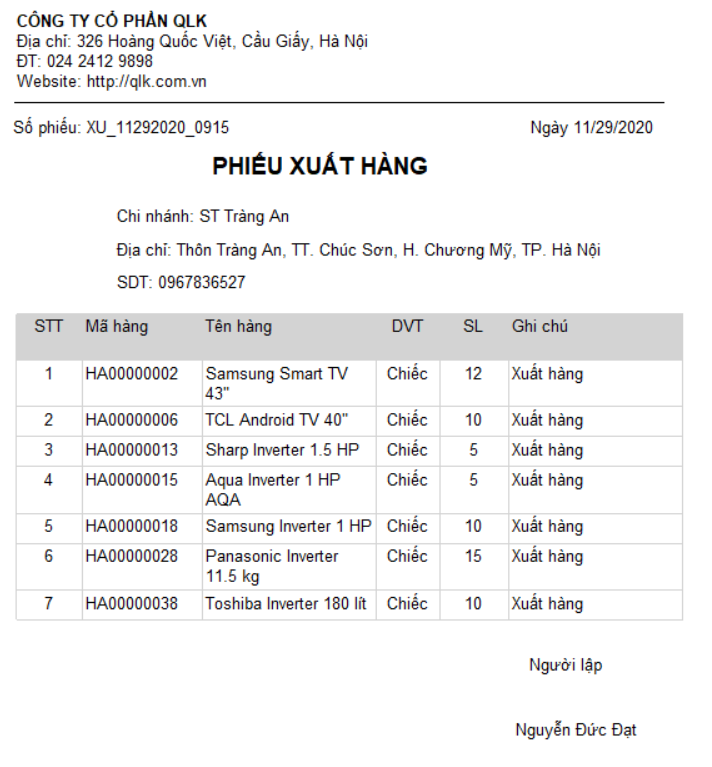 CÔNG TY CỔ PHẦN QLK
Địa chỉ: 326 Hoàng Quốc Việt, Cầu Giấy, Hà Nội
ĐT: 024 2412 9898
Website: http://qlk.com.vn
Số phiếu: XU_11292020_0915 Ngày 11/29/2020
PHIẾU XUẤT HÀNG
Chi nhánh: ST Tràng An
Địa chỉ: Thôn Tràng An, TT. Chúc Sơn, H. Chương Mỹ, TP. Hà Nội
SDT: 0967836527
STT Mã hàng Tên hàng DVT SL Ghi chú
1 HA00000002 Samsung Smart TV Chiếc 12 Xuất hàng
43"
2 HA00000006 TCL Android TV 40" Chiếc 10 Xuất hàng
3 HA00000013 Sharp Inverter 1.5 HP Chiếc 5 Xuất hàng
4 HA00000015 Aqua Inverter 1 HP Chiếc 5 Xuất hàng
AQA
5 HA00000018 Samsung Inverter 1 HP Chiếc 10 Xuất hàng
6 HA00000028 Panasonic Inverter Chiếc 15 Xuất hàng
11.5 kg
7 HA00000038 Toshiba Inverter 180 lít Chiếc 10 Xuất hàng
Người lập
Nguyễn Đức Đạt